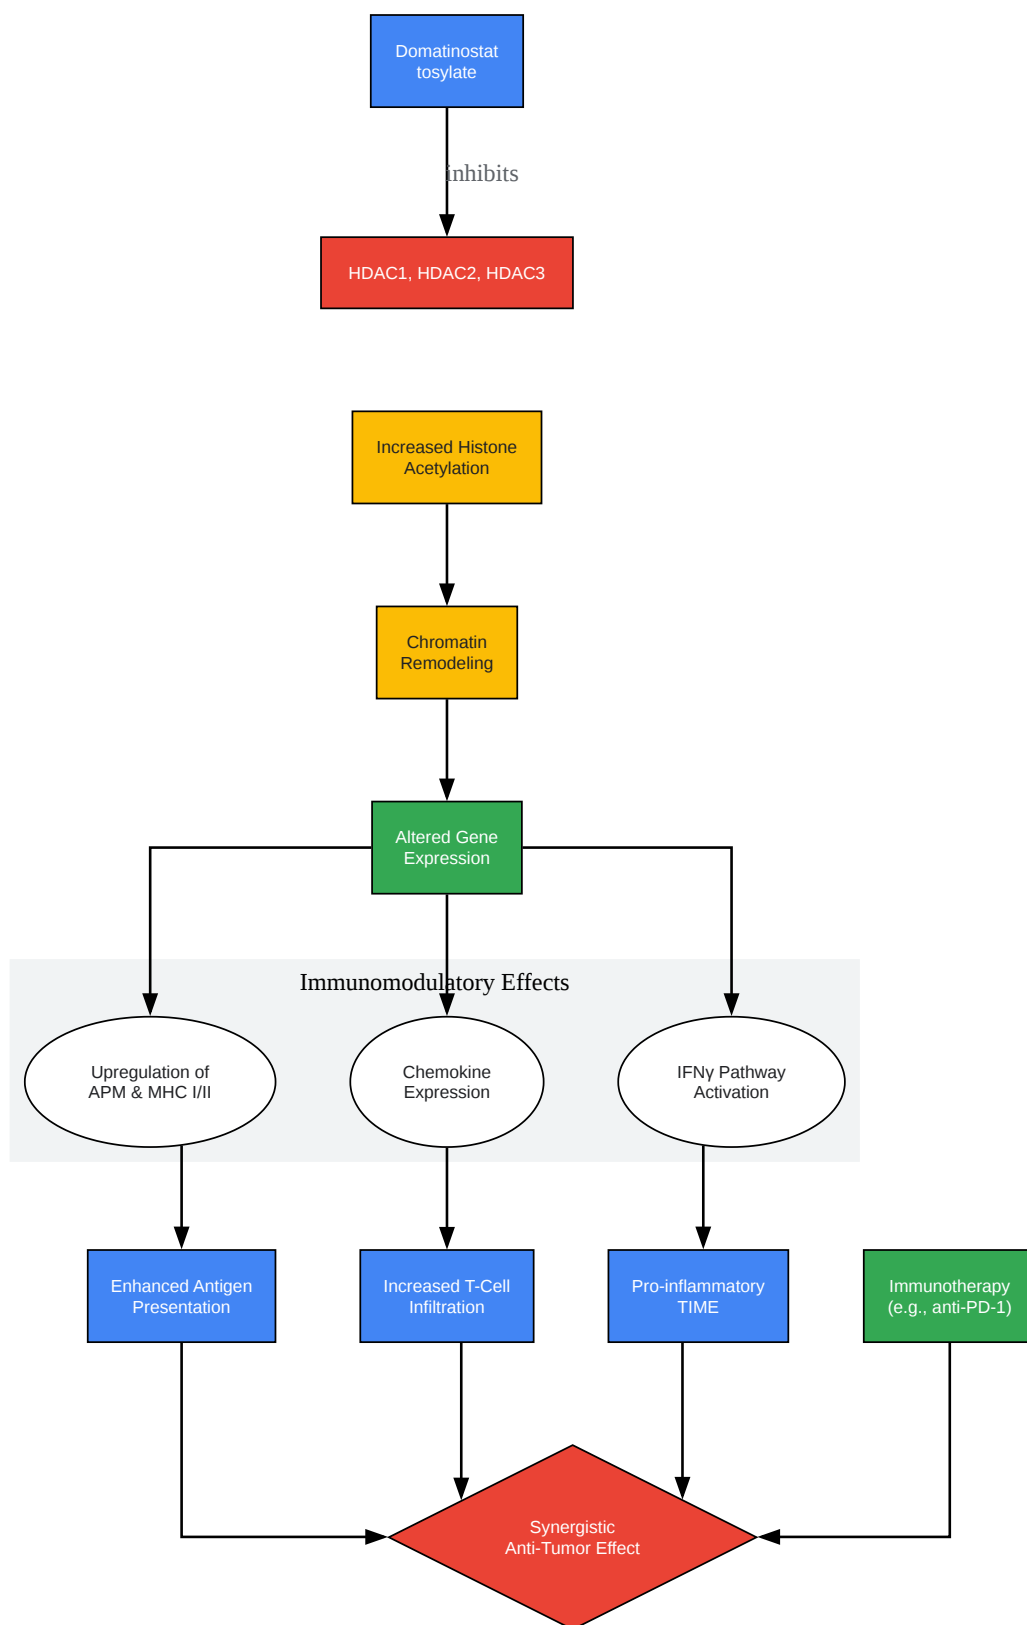 Domatinostat
tosylate
inhibits
HDAC1, HDAC2, HDAC3
Increased Histone
Acetylation
Chromatin
Remodeling
Altered Gene
Expression
Immunomodulatory Effects
Upregulation of
APM & MHC I/II
Chemokine
Expression
IFNγ Pathway
Activation
Enhanced Antigen
Presentation
Increased T-Cell
Infiltration
Pro-inflammatory
TIME
Immunotherapy
(e.g., anti-PD-1)
Synergistic
Anti-Tumor Effect